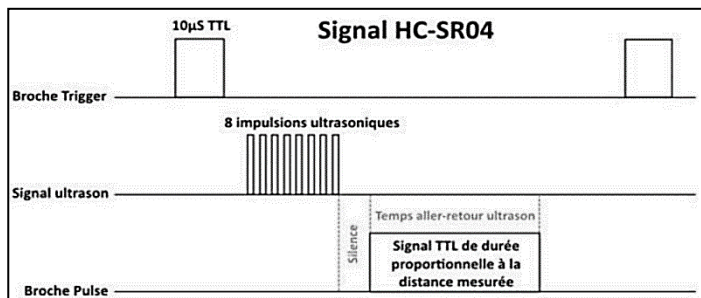 10µS TTL
Signal HC-SR04
Broche Trigger
8 impulsions ultrasoniques
Signal ultrason
Silence
Temps aller-retour ultrason
Signal TTL de durée
proportionnelle à la
distance mesurée
Broche Pulse